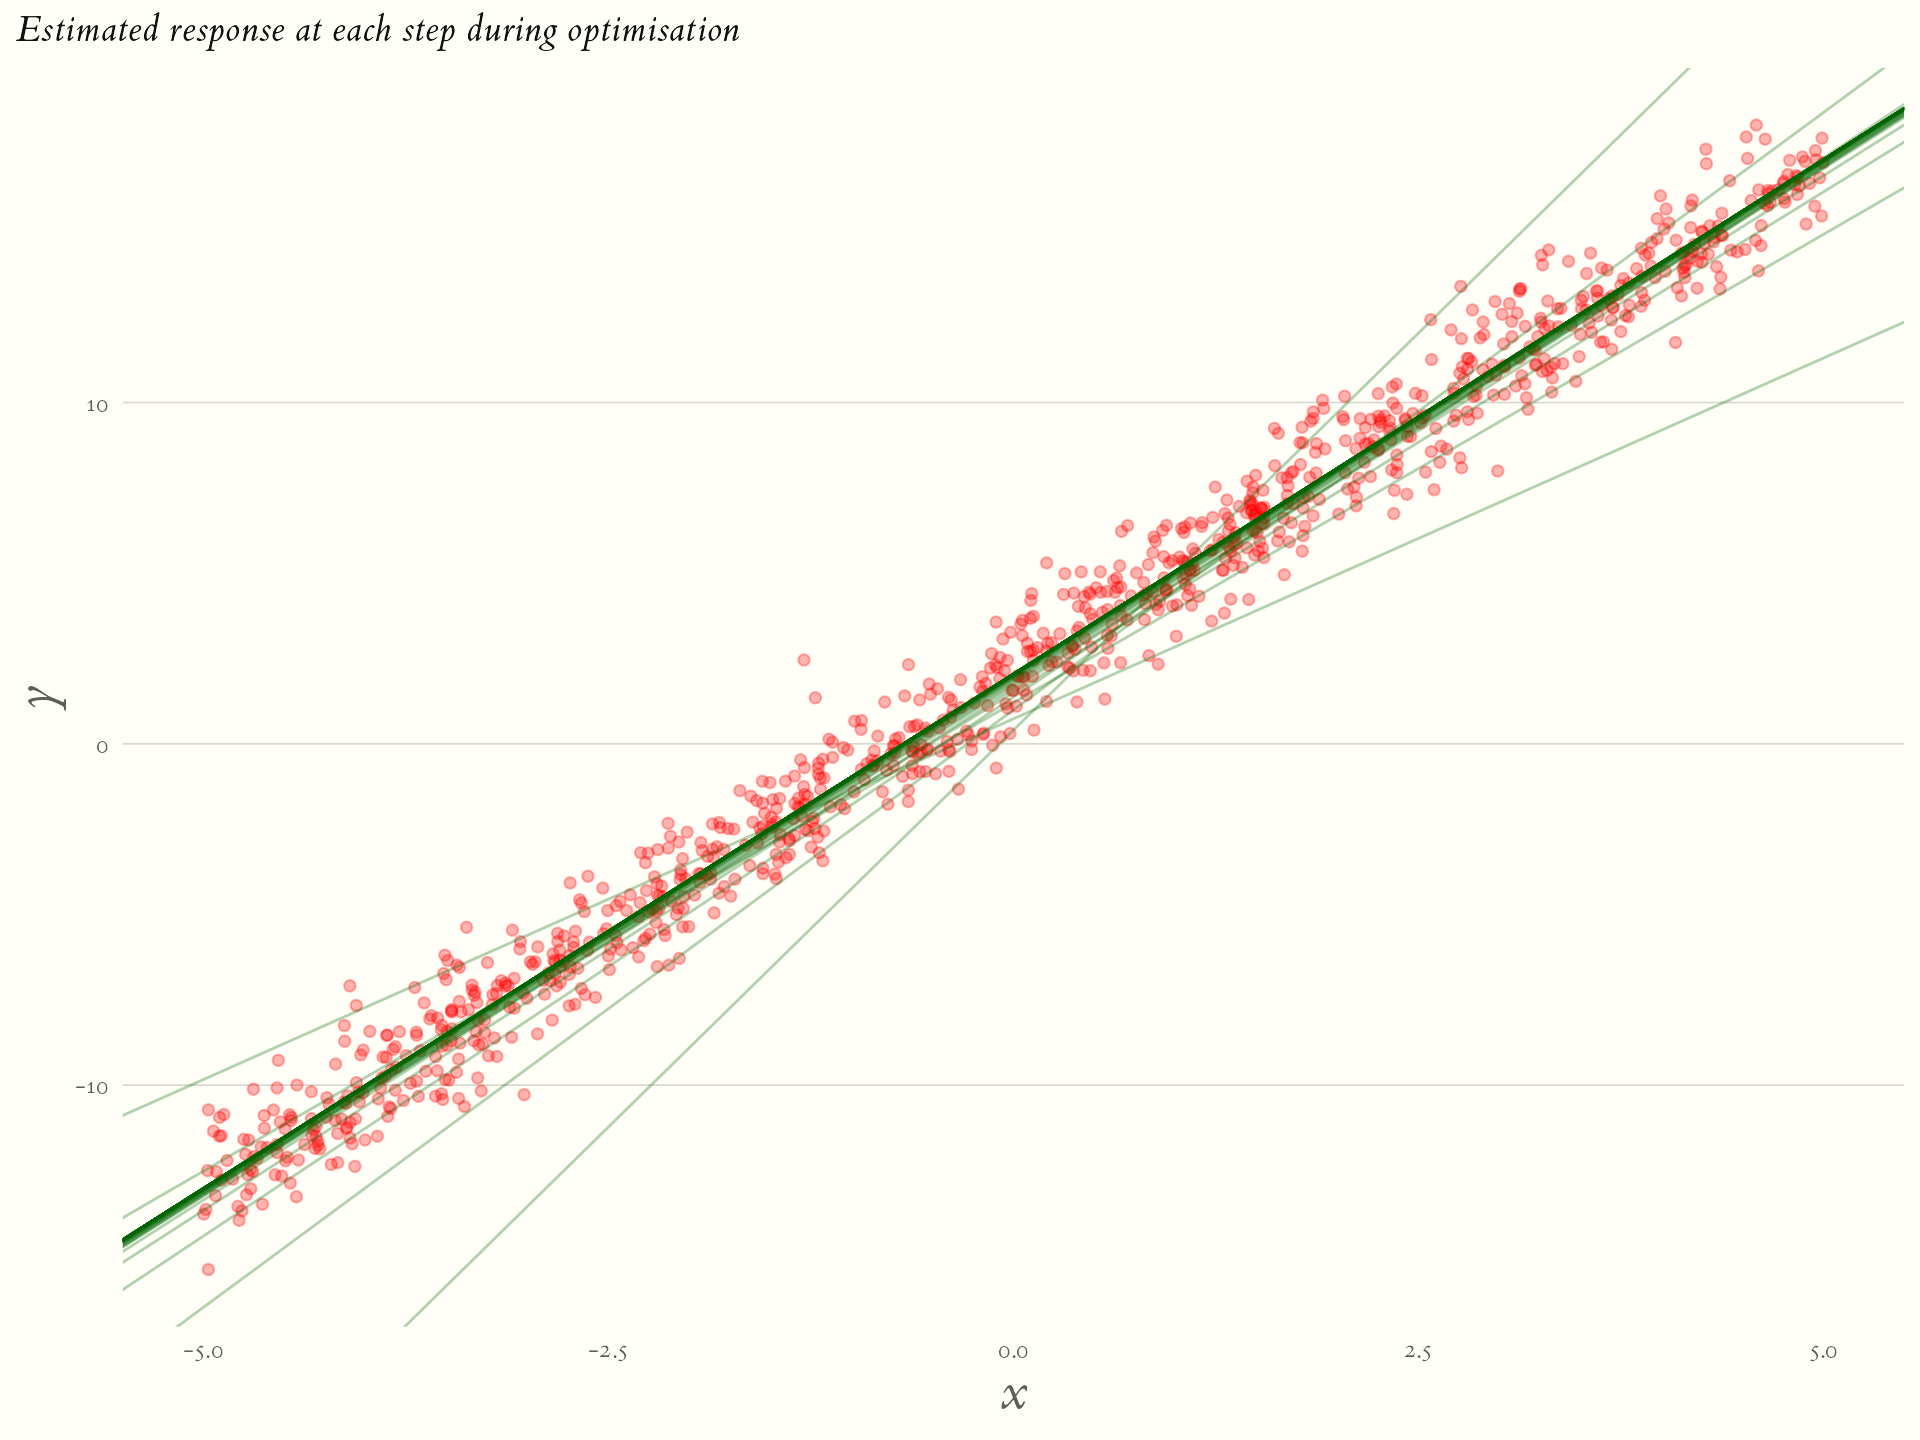 Estimated response at each step during optimisation
y
10
0
-10
-5.0
-2.5
0.0
2.5
5.0
x